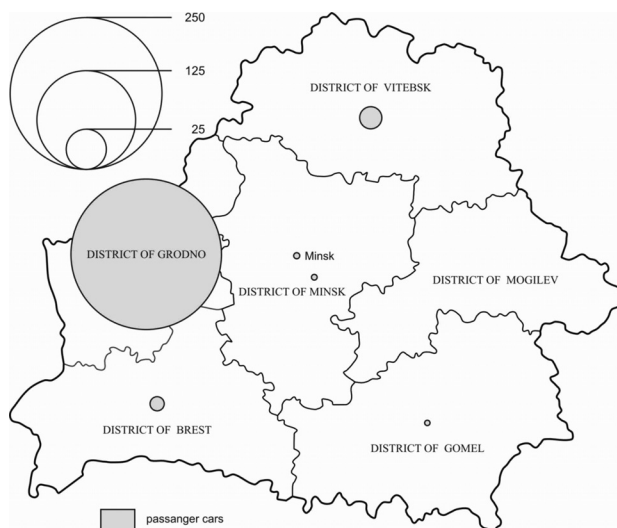 250
125
25
DISTRICT OF VITEBSK
DISTRICT OF GRODNO
Minsk
DISTRICT OF MINSK
DISTRICT OF MOGILEV
DISTRICT OF BREST
DISTRICT OF GOMEL
passanger cars